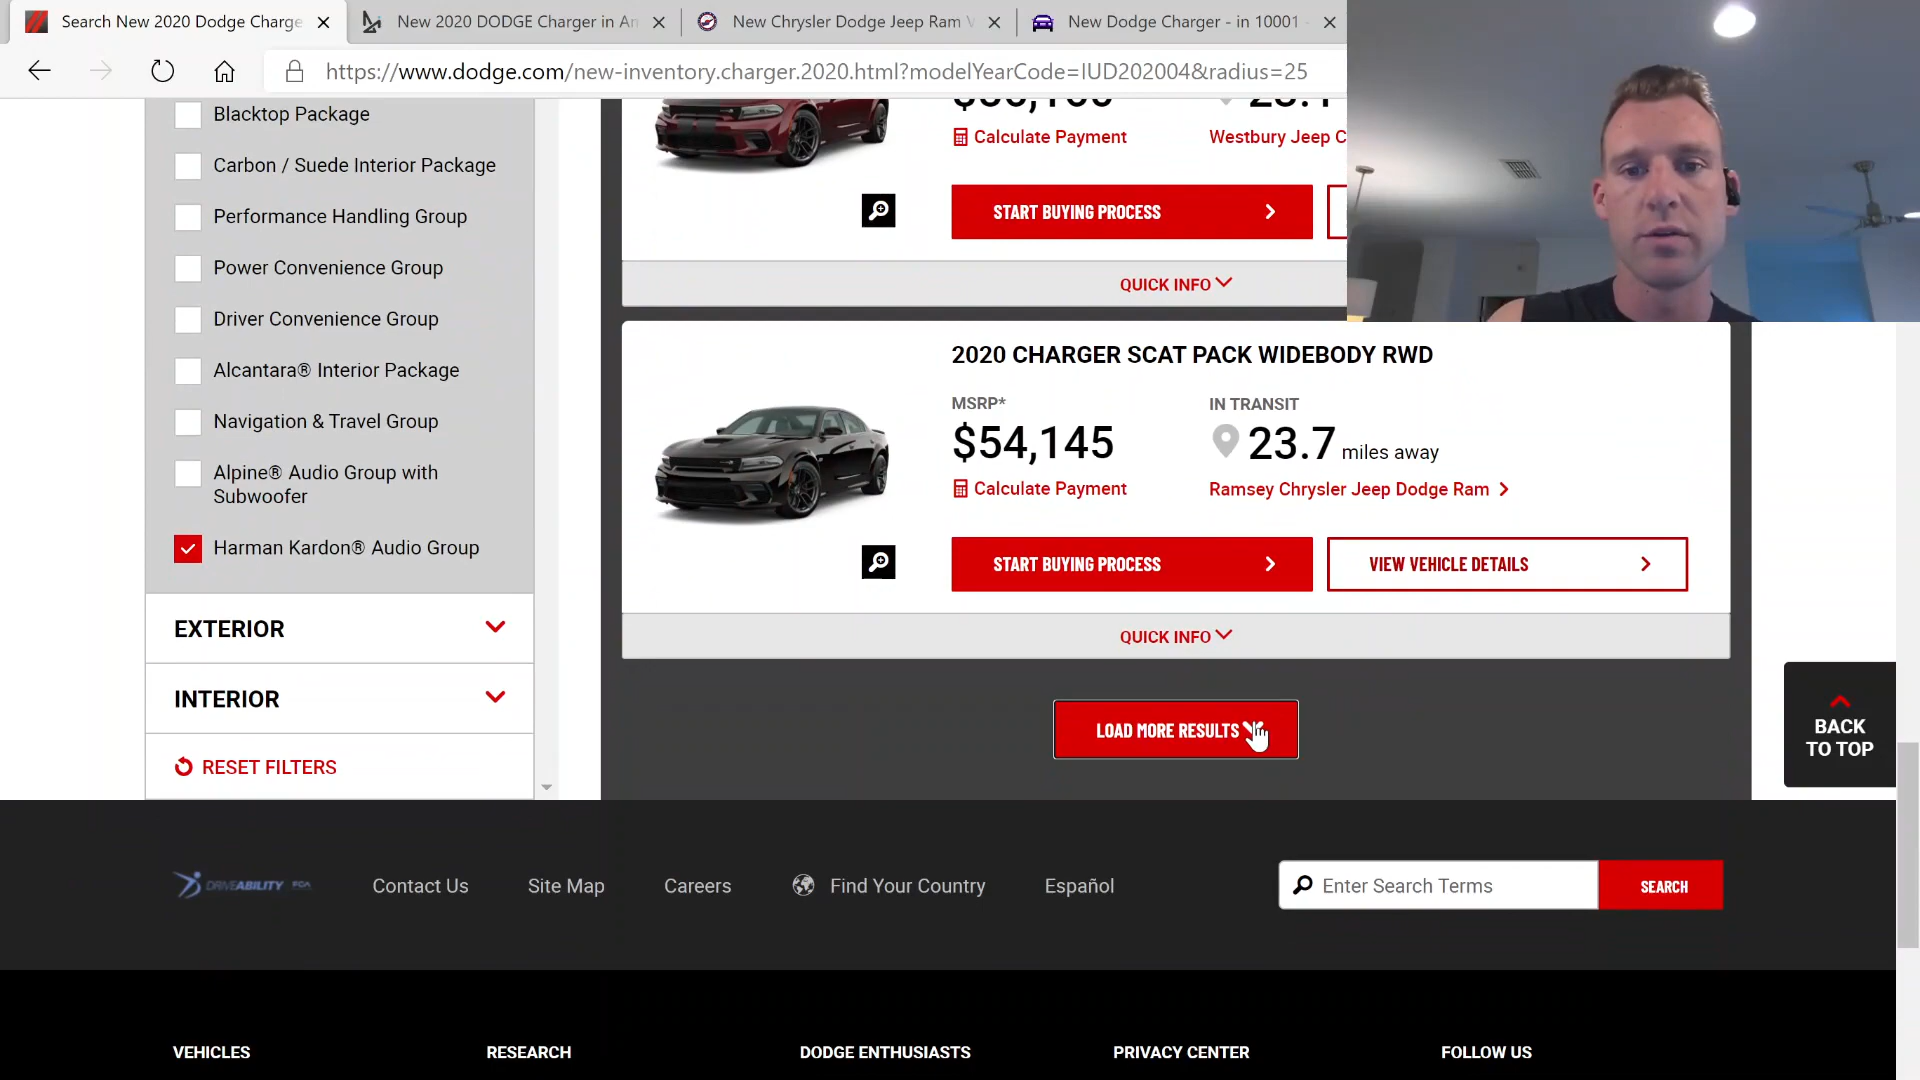 Search New 2020 Dodge Charge
New 2020 DODGE Charger in Am
New Chrysler Dodge Jeep Ram V
New Dodge Charger - in 10001 -
https://www.dodge.com/new-inventory.charger.2020.html?modelYearCode=IUD202004&radius=25
Blacktop Package
Carbon / Suede Interior Package
Performance Handling Group
Power Convenience Group
Driver Convenience Group
Alcantara® Interior Package
Navigation & Travel Group
Alpine® Audio Group with
Subwoofer
Harman Kardon® Audio Group
EXTERIOR
INTERIOR
RESET FILTERS
Calculate Payment
Westbury Jeep C
START BUYING PROCESS
QUICK INFO
2020 CHARGER SCAT PACK WIDEBODY RWD
MSRP*
IN TRANSIT
$54,145
23.7 miles away
Calculate Payment
Ramsey Chrysler Jeep Dodge Ram
START BUYING PROCESS
VIEW VEHICLE DETAILS
QUICK INFO
LOAD MORE RESULTS
BACK
TO TOP
DRIVEABILITY FCA
Contact Us
Site Map
Careers
Find Your Country
Español
Enter Search Terms
SEARCH
VEHICLES
RESEARCH
DODGE ENTHUSIASTS
PRIVACY CENTER
FOLLOW US